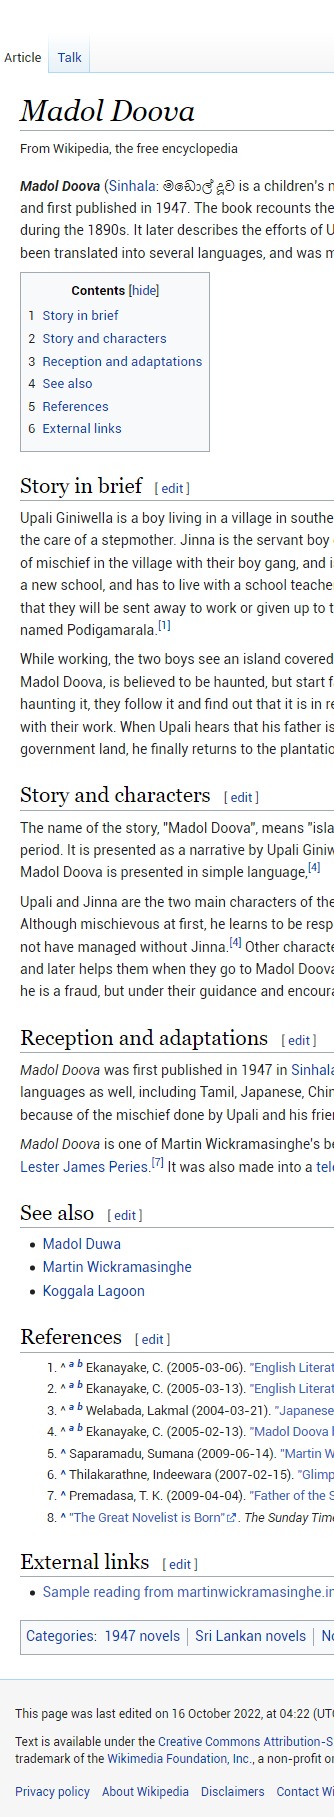 Article Talk
Madol Doova
From Wikipedia, the free encyclopedia
Madol Doova (Sinhala: මඩොල් දූව is a children's
and first published in 1947. The book recounts the
during the 1890s. It later describes the efforts of U
been translated into several languages, and was m
Contents [hide]
1 Story in brief
2 Story and characters
3 Reception and adaptations
4 See also
5 References
6 External links
Story in brief [ edit ]
Upali Giniwella is a boy living in a village in southe
the care of a stepmother. Jinna is the servant boy
of mischief in the village with their boy gang, and i
a new school, and has to live with a school teache
that they will be sent away to work or given up to t
named Podigamarala.[1]
While working, the two boys see an island covered
Madol Doova, is believed to be haunted, but start f
haunting it, they follow it and find out that it is in re
with their work. When Upali hears that his father is
government land, he finally returns to the plantatio
Story and characters [ edit ]
The name of the story, "Madol Doova", means "isla
period. It is presented as a narrative by Upali Giniw
Madol Doova is presented in simple language,[4]
Upali and Jinna are the two main characters of the
Although mischievous at first, he learns to be resp
not have managed without Jinna.[4] Other characte
and later helps them when they go to Madol Doova
he is a fraud, but under their guidance and encoura
Reception and adaptations [ edit ]
Madol Doova was first published in 1947 in Sinhala
languages as well, including Tamil, Japanese, Chin
because of the mischief done by Upali and his frie
Madol Doova is one of Martin Wickramasinghe's be
Lester James Peries.[7] It was also made into a tele
See also [ edit ]
• Madol Duwa
• Martin Wickramasinghe
• Koggala Lagoon
References [ edit ]
1. ^ a b Ekanayake, C. (2005-03-06). "English Literat
2. ^ a b Ekanayake, C. (2005-03-13). "English Literat
3. ^ a b Welabada, Lakmal (2004-03-21). "Japanese
4. ^ a b Ekanayake, C. (2005-02-13). "Madol Doova
5. ^ Saparamadu, Sumana (2009-06-14). "Martin W
6. ^ Thilakarathne, Indeewara (2007-02-15). "Glimp
7. ^ Premadasa, T. K. (2009-04-04). "Father of the S
8. ^ "The Great Novelist is Born". The Sunday Time
External links [ edit ]
• Sample reading from martinwickramasinghe.in
Categories: 1947 novels | Sri Lankan novels | No
This page was last edited on 16 October 2022, at 04:22 (UTC
Text is available under the Creative Commons Attribution-S
trademark of the Wikimedia Foundation, Inc., a non-profit or
Privacy policy About Wikipedia Disclaimers Contact Wi